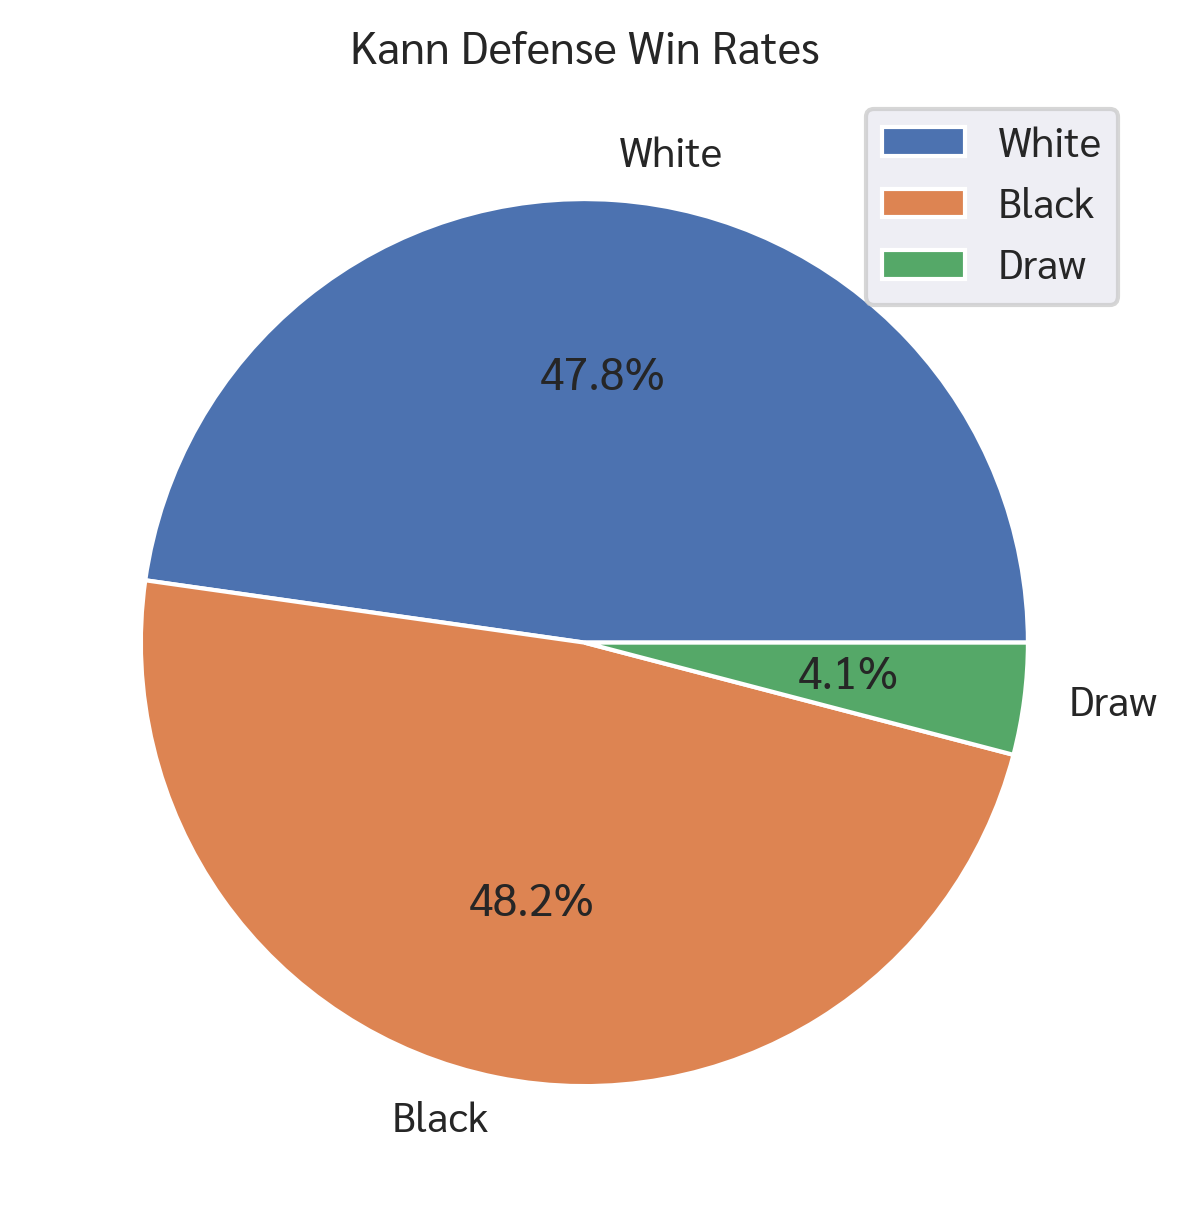 Kann Defense Win Rates
White
White
Black
Draw
47.8%
4.1%
Draw
48.2%
Black